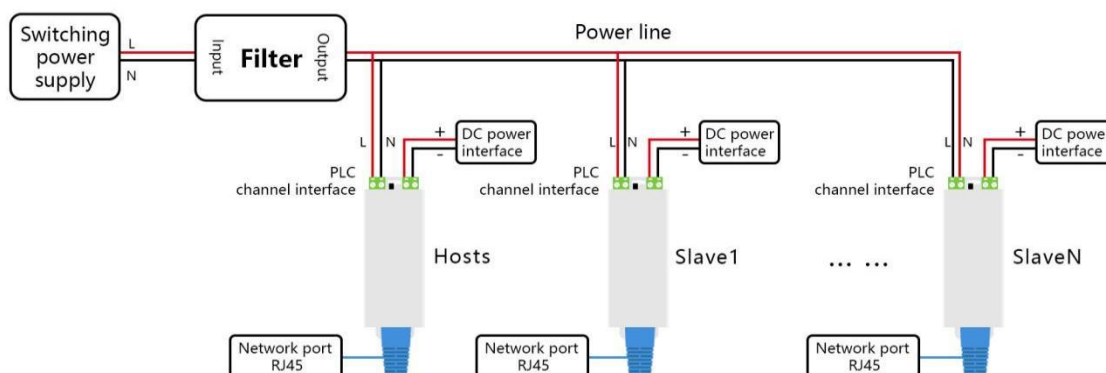 Switching
power
supply
L
N
Input
Filter
Output
Power line
L
N
+
-
DC power
interface
PLC
channel interface
Hosts
Network port
RJ45
L
N
+
-
DC power
interface
PLC
channel interface
Slave1
Network port
RJ45
... ...
L
N
+
-
DC power
interface
PLC
channel interface
SlaveN
Network port
RJ45